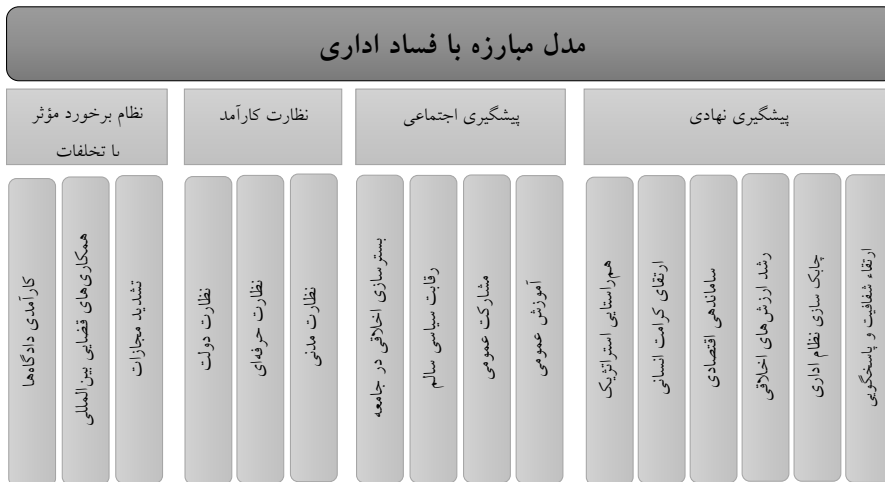 مدل مبارزه با فساد اداری
پیشگیری نهادی
پیشگیری اجتماعی
نظارت کارآمد
نظام برخورد مؤثر
با تخلفات
ارتقاء شفافیت و پاسخگویی
چابک سازی نظام اداری
رشد ارزش‌های اخلاقی
ساماندهی اقتصادی
ارتقای کرامت انسانی
هم‌راستایی استراتژیک
آموزش عمومی
مشارکت عمومی
رقابت سیاسی سالم
بسترسازی اخلاقی در جامعه
نظارت مدنی
نظارت حرفه‌ای
نظارت دولت
تشدید مجازات
همکاری‌های قضایی بین‌المللی
کارآمدی دادگاه‌ها